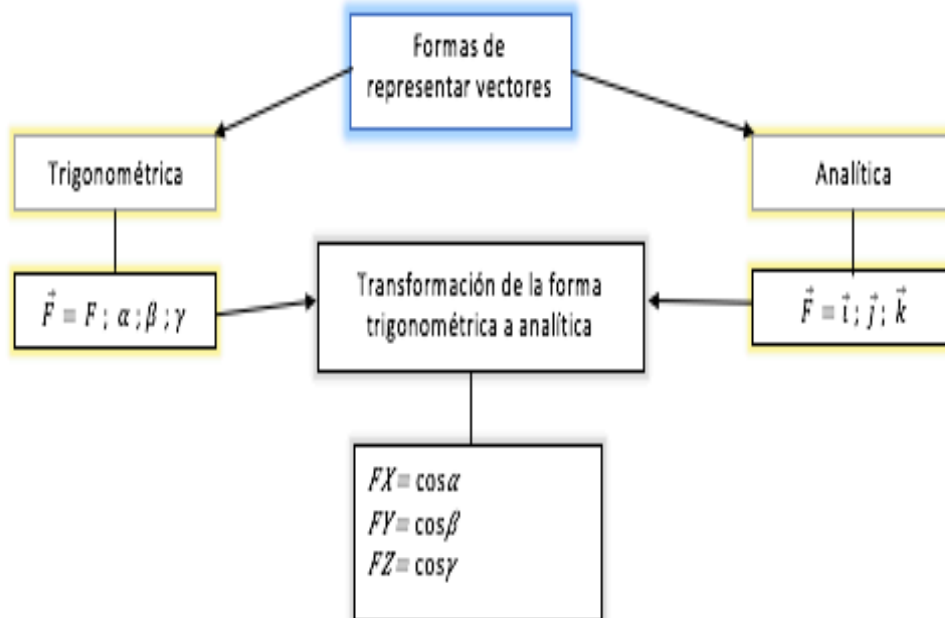 Formas de
representar vectores
Trigonométrica
Analítica
F⃗ = F ; α ; β ; γ
Transformación de la forma
trigonométrica a analítica
F⃗ = i⃗ ; j⃗ ; k⃗
FX = cosα
FY = cosβ
FZ = cosγ